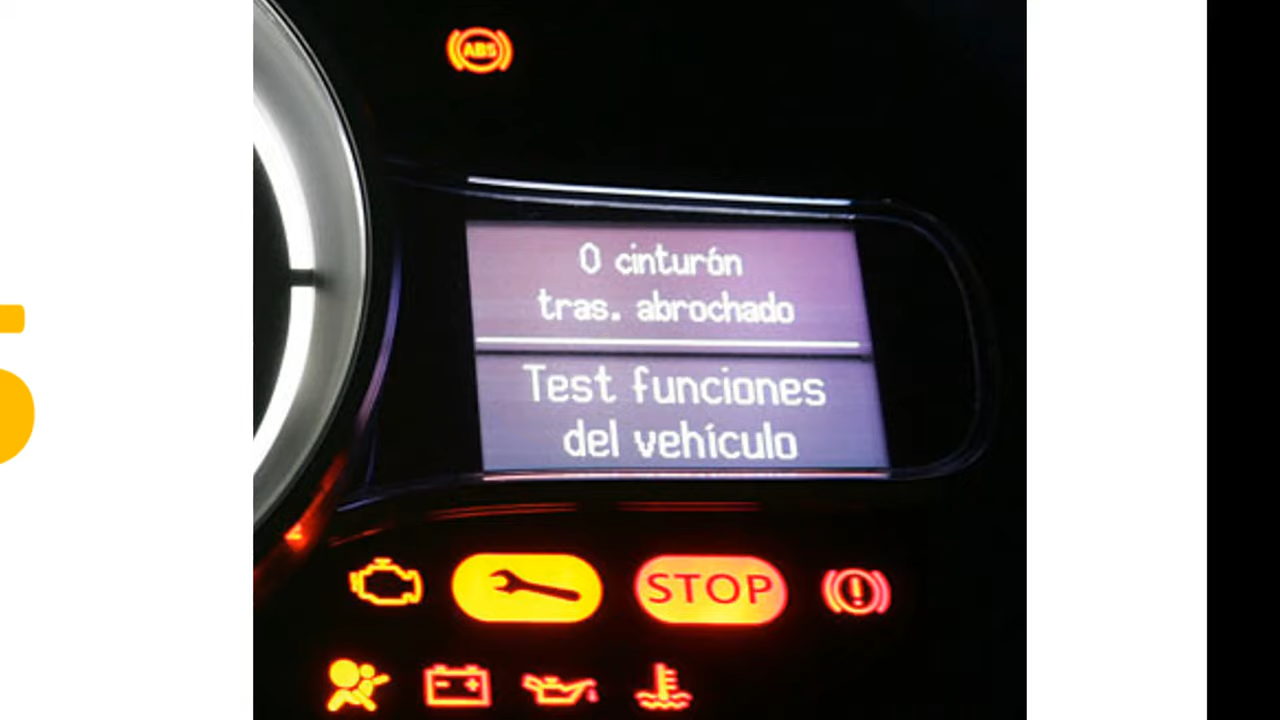 ABS
0 cinturón
tras. abrochado
Test funciones
del vehículo
STOP